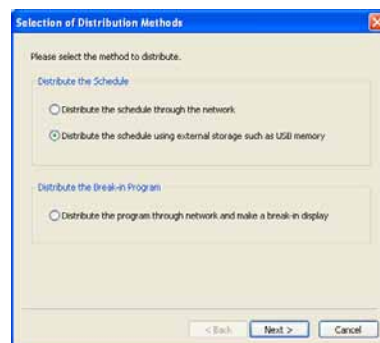 Selection of Distribution Methods
Please select the method to distribute.
Distribute the Schedule
Distribute the schedule through the network
Distribute the schedule using external storage such as USB memory
Distribute the Break-in Program
Distribute the program through network and make a break-in display
< Back
Next >
Cancel